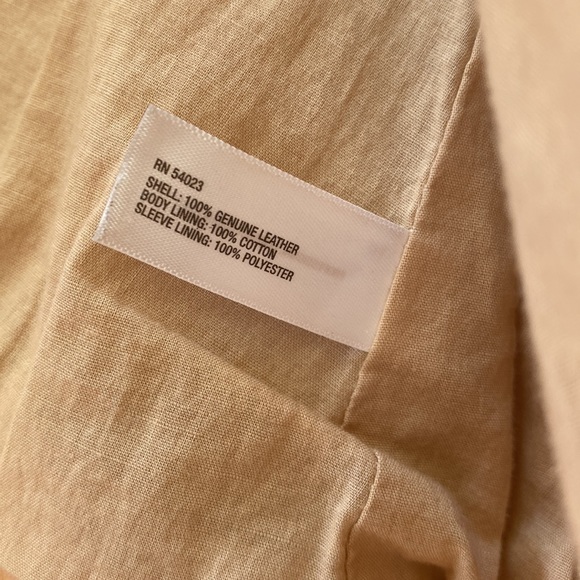 RN 54023
SHELL: 100% GENUINE LEATHER
BODY LINING: 100% COTTON
SLEEVE LINING: 100% POLYESTER